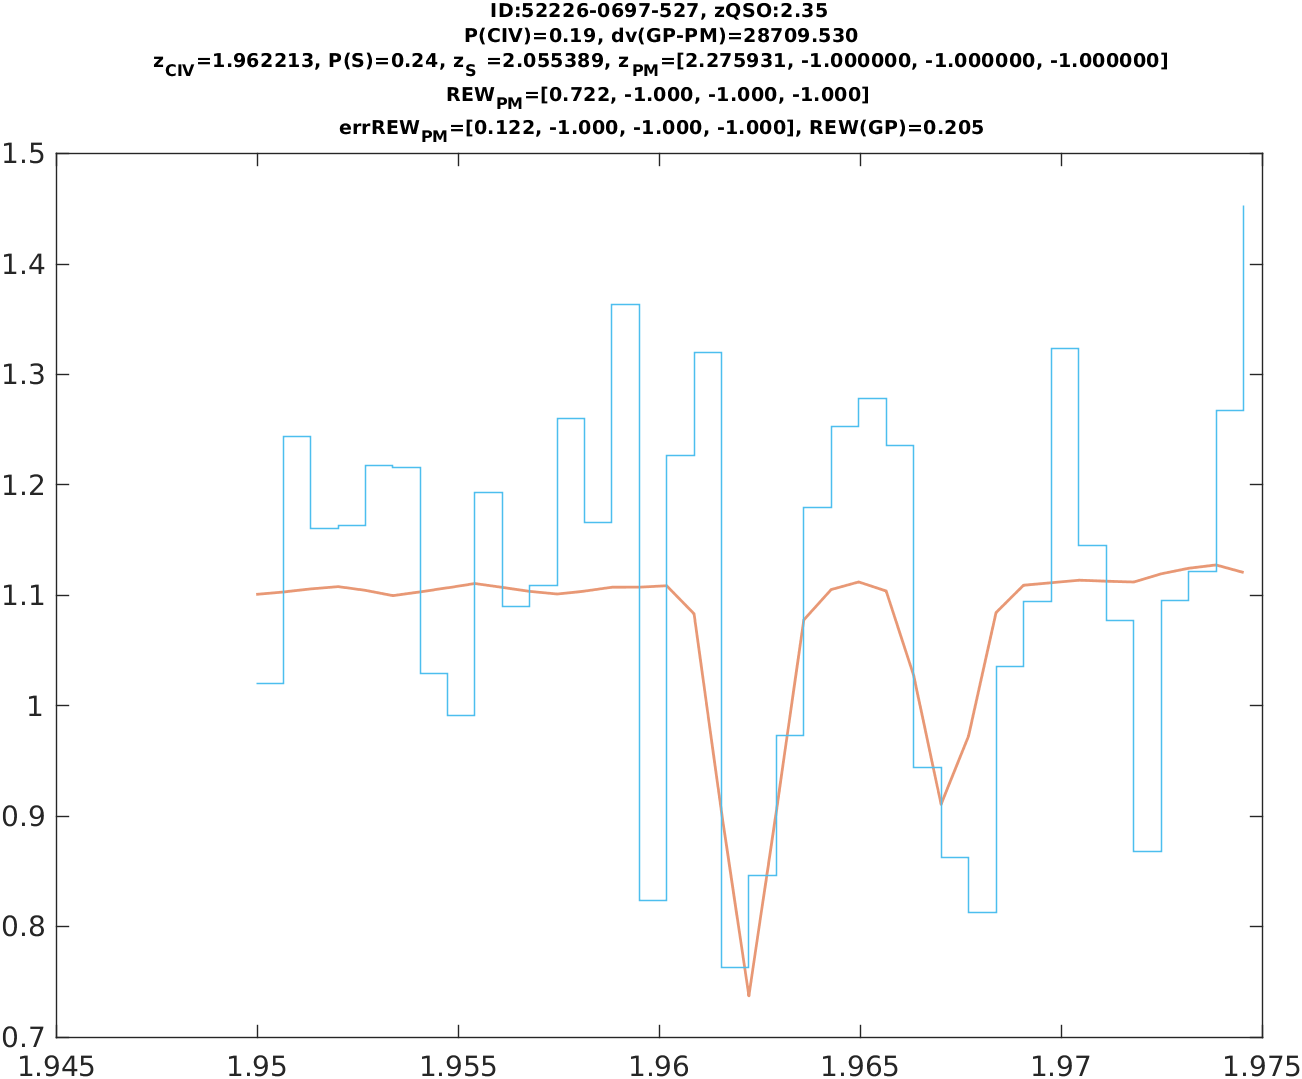 ID:52226-0697-527, zQSO:2.35
P(CIV)=0.19, dv(GP-PM)=28709.530
zCIV=1.962213, P(S)=0.24, zS =2.055389, zPM=[2.275931, -1.000000, -1.000000, -1.000000]
REWPM=[0.722, -1.000, -1.000, -1.000]
errREWPM=[0.122, -1.000, -1.000, -1.000], REW(GP)=0.205
1.5
1.4
1.3
1.2
1.1
1
0.9
0.8
0.7
1.945 1.95 1.955 1.96 1.965 1.97 1.975